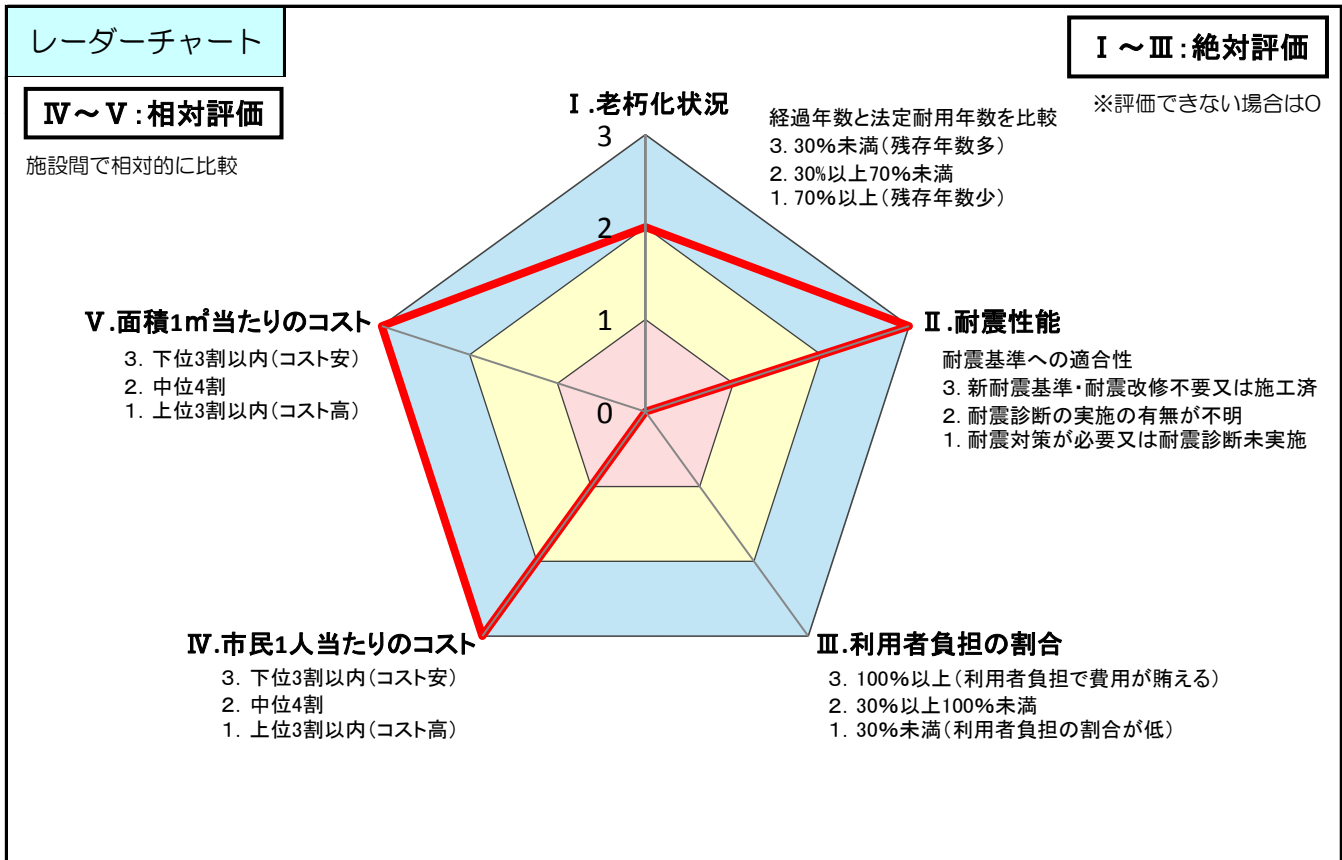 レーダーチャート
Ⅰ～Ⅲ:絶対評価
※評価できない場合は0
Ⅳ～Ⅴ:相対評価
施設間で相対的に比較
Ⅰ.老朽化状況
経過年数と法定耐用年数を比較
3. 30%未満(残存年数多)
2. 30%以上70%未満
1. 70%以上(残存年数少)
3
2
1
0
Ⅱ.耐震性能
耐震基準への適合性
3. 新耐震基準・耐震改修不要又は施工済
2. 耐震診断の実施の有無が不明
1. 耐震対策が必要又は耐震診断未実施
Ⅴ.面積1㎡当たりのコスト
3. 下位3割以内(コスト安)
2. 中位4割
1. 上位3割以内(コスト高)
Ⅳ.市民1人当たりのコスト
3. 下位3割以内(コスト安)
2. 中位4割
1. 上位3割以内(コスト高)
Ⅲ.利用者負担の割合
3. 100%以上(利用者負担で費用が賄える)
2. 30%以上100%未満
1. 30%未満(利用者負担の割合が低)